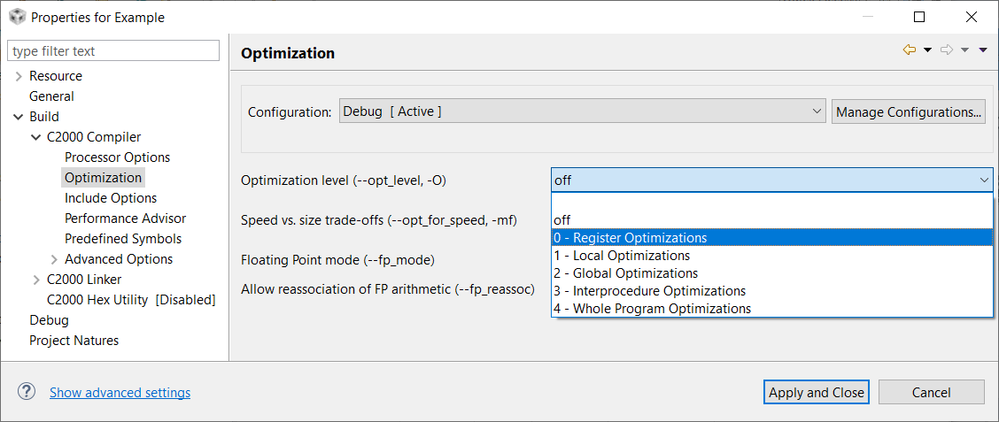 Properties for Example
type filter text
Resource
General
Build
C2000 Compiler
Processor Options
Optimization
Include Options
Performance Advisor
Predefined Symbols
Advanced Options
C2000 Linker
C2000 Hex Utility [Disabled]
Debug
Project Natures
Optimization
Configuration: Debug [ Active ] Manage Configurations...
Optimization level (--opt_level, -O) off
Speed vs. size trade-offs (--opt_for_speed, -mf)
Floating Point mode (--fp_mode)
Allow reassociation of FP arithmetic (--fp_reassoc)
off
0 - Register Optimizations
1 - Local Optimizations
2 - Global Optimizations
3 - Interprocedure Optimizations
4 - Whole Program Optimizations
? Show advanced settings Apply and Close Cancel